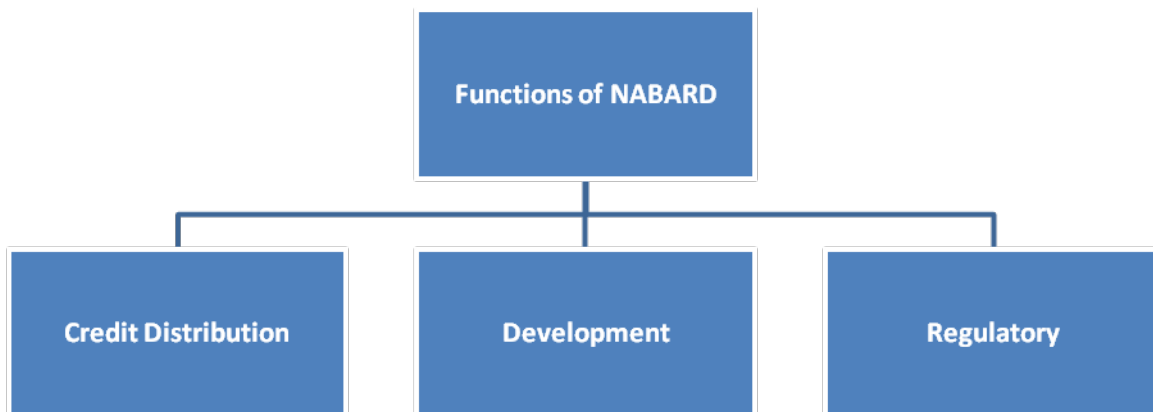 Functions of NABARD
Credit Distribution
Development
Regulatory